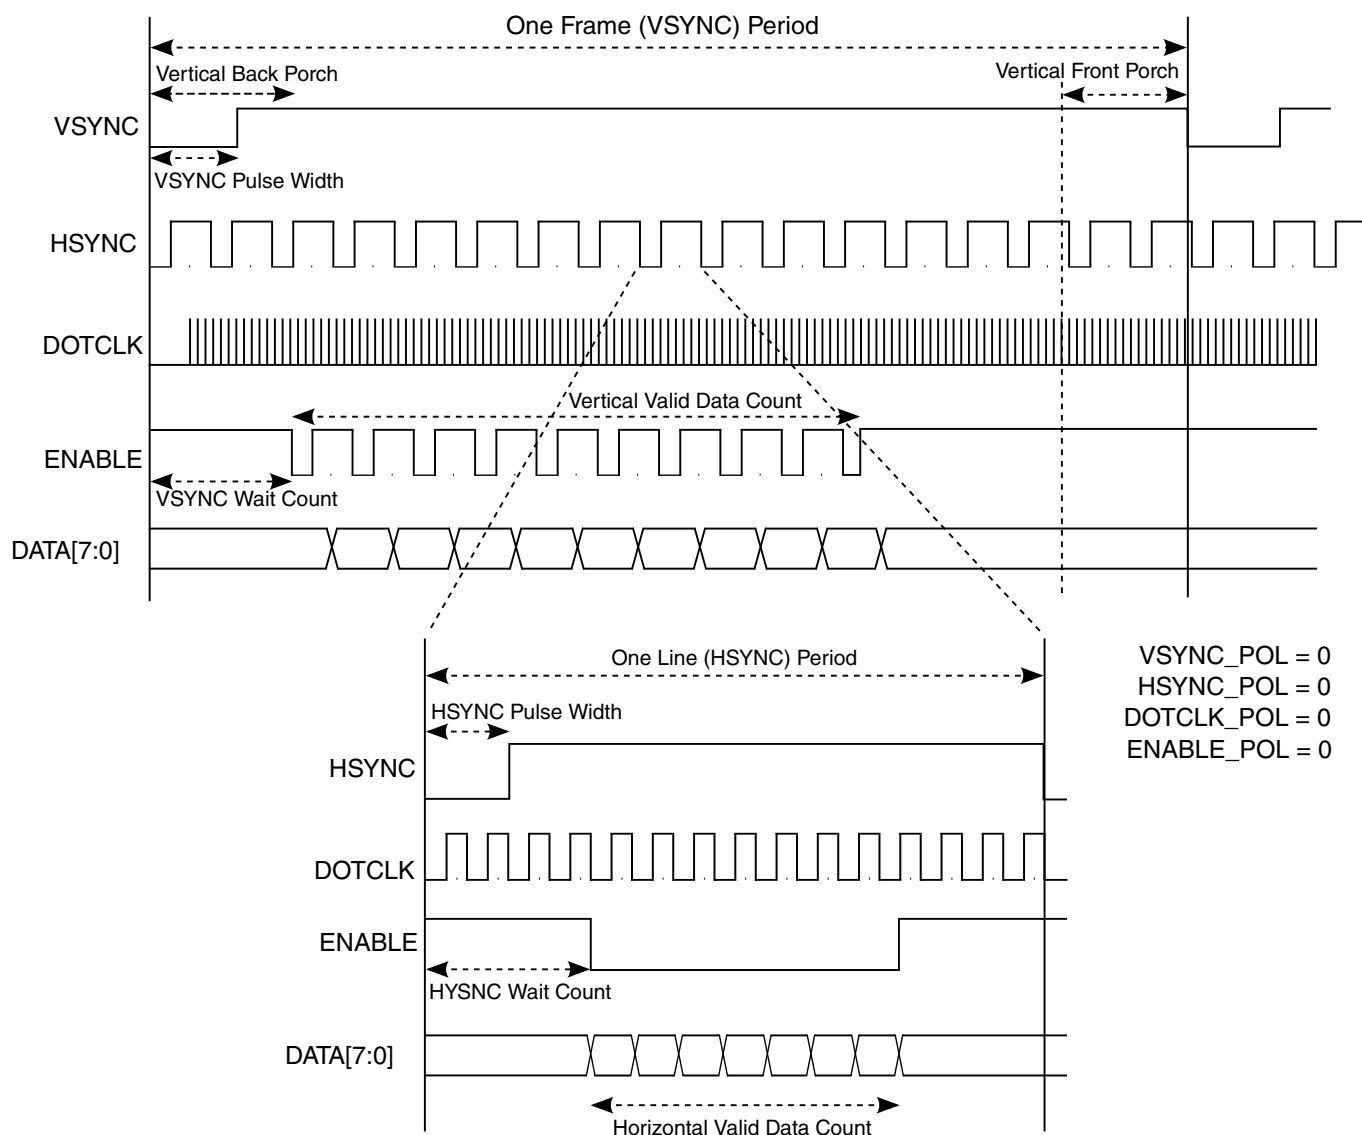 One Frame (VSYNC) Period
Vertical Back Porch
Vertical Front Porch
VSYNC
VSYNC Pulse Width
HSYNC
DOTCLK
Vertical Valid Data Count
ENABLE
VSYNC Wait Count
DATA[7:0]
One Line (HSYNC) Period
VSYNC_POL = 0
HSYNC_POL = 0
DOTCLK_POL = 0
ENABLE_POL = 0
HSYNC Pulse Width
HSYNC
DOTCLK
ENABLE
HYSNC Wait Count
DATA[7:0]
Horizontal Valid Data Count